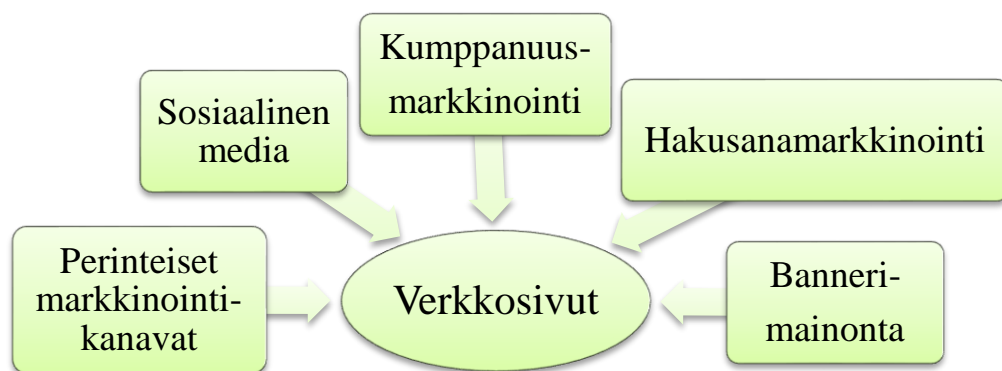 Kumppanuus-
markkinointi
Sosiaalinen
media
Hakusanamarkkinointi
Perinteiset
markkinointi-
kanavat
Verkkosivut
Banneri-
mainonta